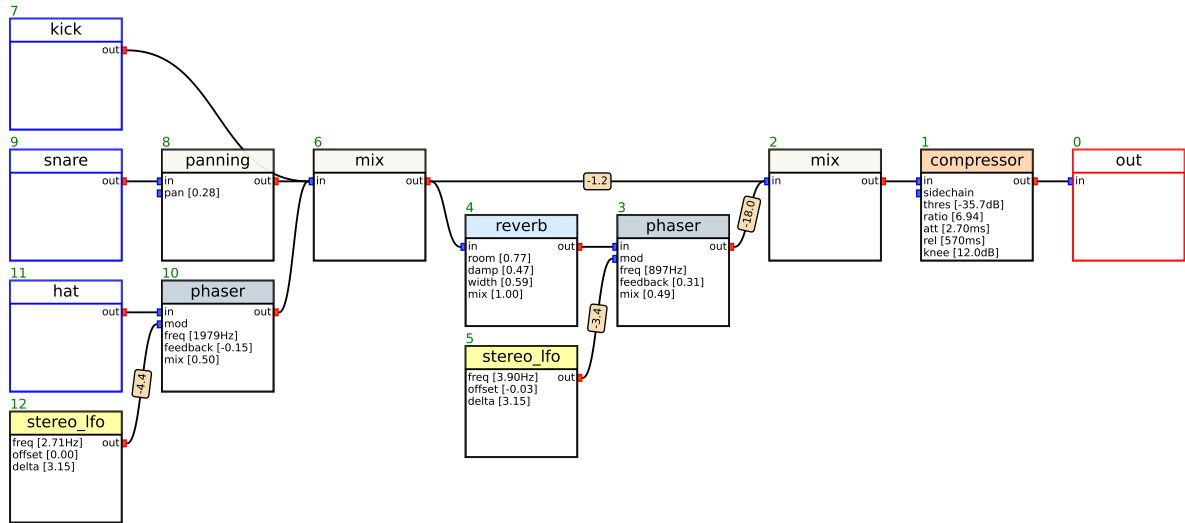 7
kick
out
9
snare
out
8
panning
in
out
pan [0.28]
6
mix
in
out
-1.2
2
mix
in
out
1
compressor
in
out
sidechain
thres [-35.7dB]
ratio [6.94]
att [2.70ms]
rel [570ms]
knee [12.0dB]
0
out
in
4
reverb
in
out
room [0.77]
damp [0.47]
width [0.59]
mix [1.00]
3
phaser
in
out
mod
freq [897Hz]
feedback [0.31]
mix [0.49]
-18.0
11
hat
out
10
phaser
in
out
mod
freq [1979Hz]
feedback [-0.15]
mix [0.50]
-3.4
5
stereo_lfo
freq [3.90Hz]
out
offset [-0.03]
delta [3.15]
-4.4
12
stereo_lfo
freq [2.71Hz]
out
offset [0.00]
delta [3.15]